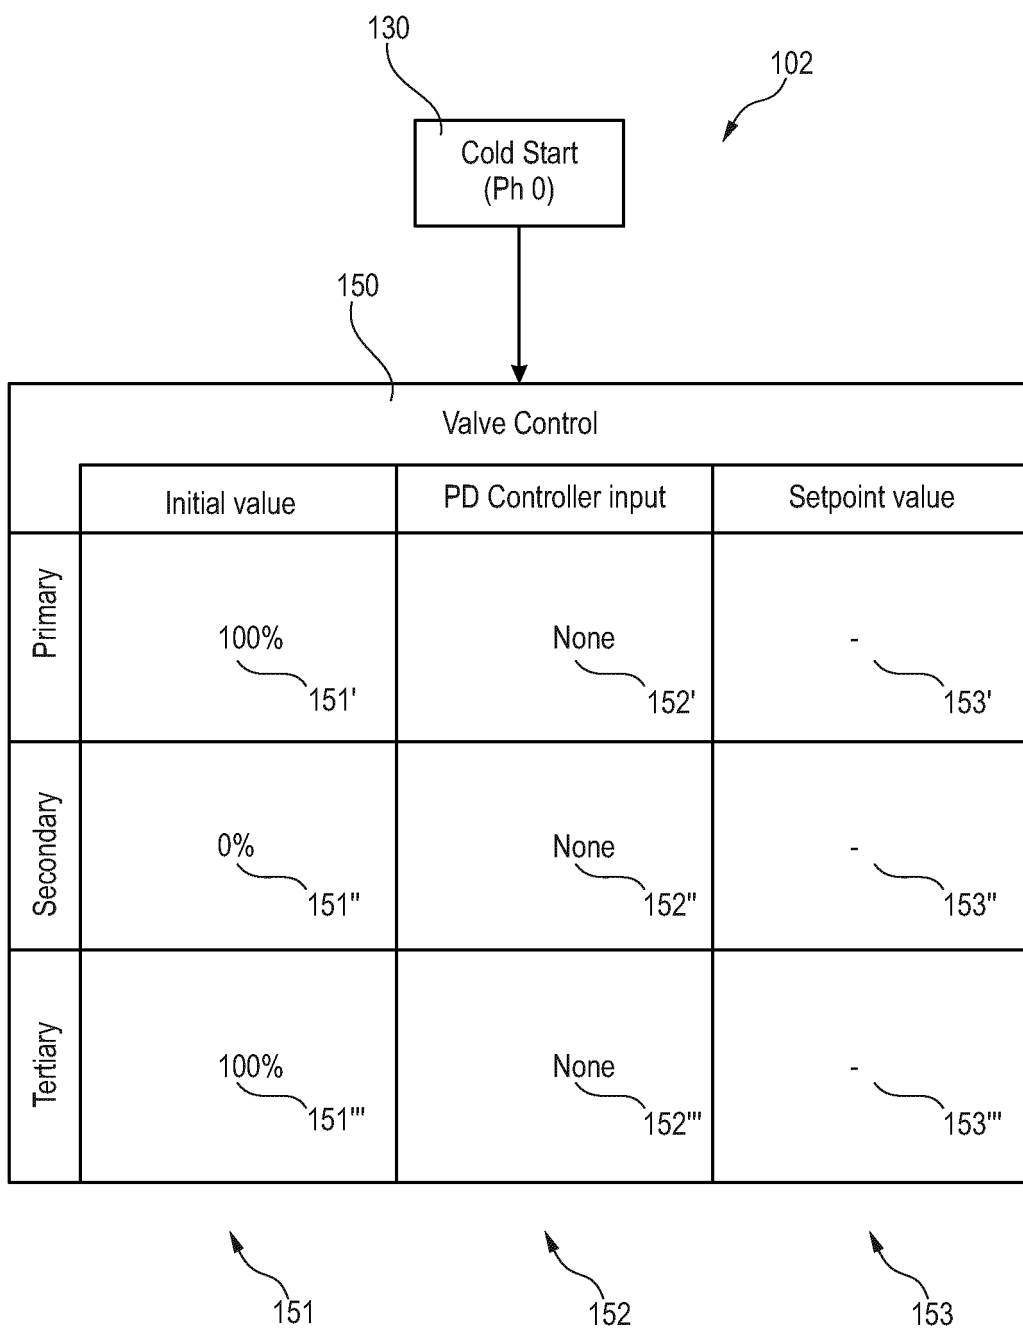 130
102
Cold Start
(Ph 0)
150
Valve Control
Initial value
PD Controller input
Setpoint value
Primary
100%
None
-
151'
152'
153'
Secondary
0%
None
-
151"
152"
153"
Tertiary
100%
None
-
151'''
152'''
153'''
151
152
153